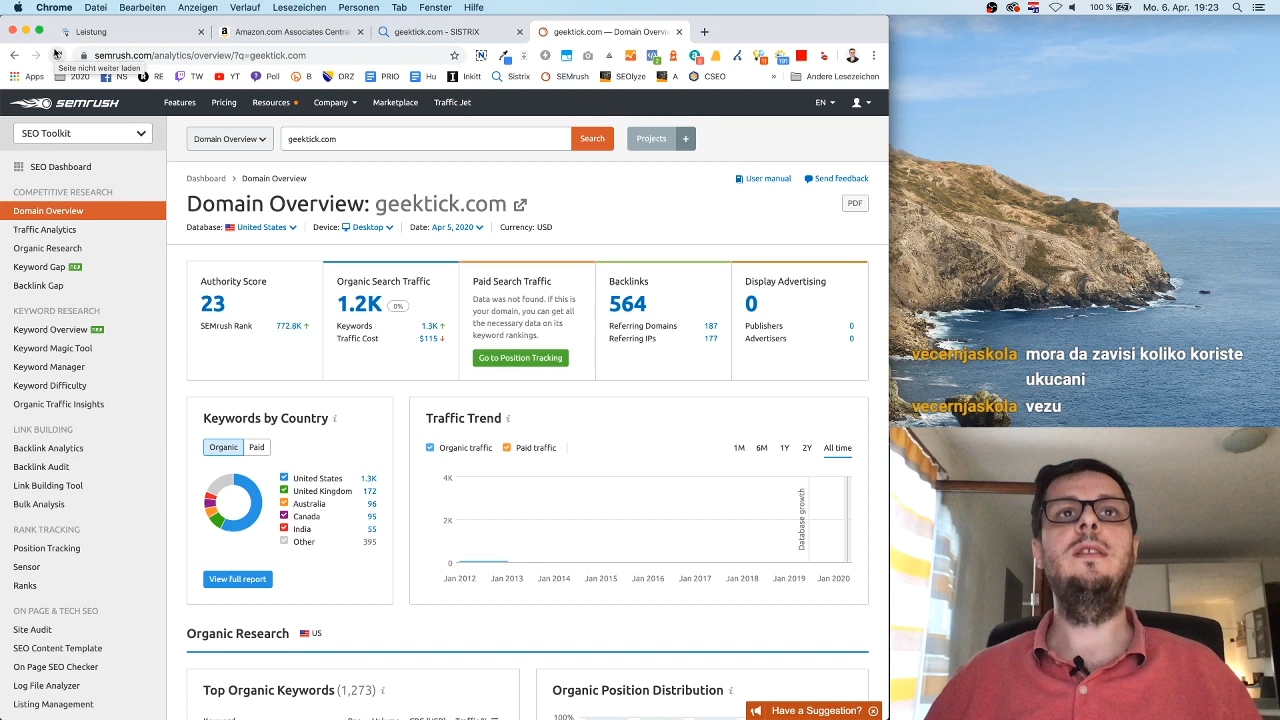 Chrome Datei Bearbeiten Anzeigen Verlauf Lesezeichen Personen Tab Fenster Hilfe 100 % Mo. 6. Apr. 19:23
Leistung
Amazon.com Associates Centra
geektick.com - SISTRIX
geektick.com — Domain Overvi
semrush.com/analytics/overview/?q=geektick.com
Seite nicht weiter laden
Apps 2020 NS RE TW YT Poll B DRZ PRIO Hu Inkitt Sistrix SEMrush SEOlyze A CSEO » Andere Lesezeichen
SEMRUSH Features Pricing Resources Company Marketplace Traffic Jet EN
SEO Toolkit
Domain Overview geektick.com Search Projects +
SEO Dashboard
COMPETITIVE RESEARCH
Domain Overview
Traffic Analytics
Organic Research
Keyword Gap
Backlink Gap
KEYWORD RESEARCH
Keyword Overview
Keyword Magic Tool
Keyword Manager
Keyword Difficulty
Organic Traffic Insights
LINK BUILDING
Backlink Analytics
Backlink Audit
Link Building Tool
Bulk Analysis
RANK TRACKING
Position Tracking
Sensor
Ranks
ON PAGE & TECH SEO
Site Audit
SEO Content Template
On Page SEO Checker
Log File Analyzer
Listing Management
Dashboard > Domain Overview
User manual Send feedback
Domain Overview: geektick.com
PDF
Database: United States Device: Desktop Date: Apr 5, 2020 Currency: USD
Authority Score
23
SEMrush Rank 772.8K ↑
Organic Search Traffic
1.2K 0%
Keywords 1.3K ↑
Traffic Cost $115 ↓
Paid Search Traffic
Data was not found. If this is
your domain, you can get all
the necessary data on its
keyword rankings.
Go to Position Tracking
Backlinks
564
Referring Domains 187
Referring IPs 177
Display Advertising
0
Publishers 0
Advertisers 0
Keywords by Country
Organic Paid
United States 1.3K
United Kingdom 172
Australia 96
Canada 95
India 55
Other 395
View full report
Traffic Trend
Organic traffic Paid traffic
1M 6M 1Y 2Y All time
4K
2K
0
Database growth
Jan 2012 Jan 2013 Jan 2014 Jan 2015 Jan 2016 Jan 2017 Jan 2018 Jan 2019 Jan 2020
Organic Research US
Top Organic Keywords (1,273)
Organic Position Distribution
100%
Have a Suggestion?
vecernjaskola mora da zavisi koliko koriste
ukucani
vecernjaskola vezu